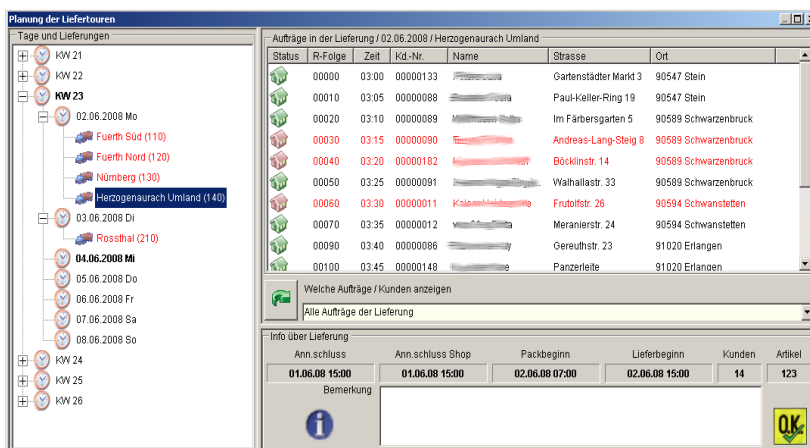 Planung der Liefertouren
Tage und Lieferungen
KW 21
KW 22
KW 23
02.06.2008 Mo
Fuerth Süd (110)
Fuerth Nord (120)
Nürnberg (130)
Herzogenaurach Umland (140)
03.06.2008 Di
Rossthal (210)
04.06.2008 Mi
05.06.2008 Do
06.06.2008 Fr
07.06.2008 Sa
08.06.2008 So
KW 24
KW 25
KW 26
Aufträge in der Lieferung / 02.06.2008 / Herzogenaurach Umland
Status R-Folge Zeit Kd.-Nr. Name Strasse Ort
00000 03:00 00000133 Gartenstädter Markt 3 90547 Stein
00010 03:05 00000088 Paul-Keller-Ring 19 90547 Stein
00020 03:10 00000089 Im Färbersgarten 5 90589 Schwarzenbruck
00030 03:15 00000090 Andreas-Lang-Steig 8 90589 Schwarzenbruck
00040 03:20 00000182 Böcklinstr. 14 90589 Schwarzenbruck
00050 03:25 00000091 Walhallastr. 33 90589 Schwarzenbruck
00060 03:30 00000011 Frutolfstr. 26 90594 Schwanstetten
00070 03:35 00000012 Meranierstr. 24 90594 Schwanstetten
00090 03:40 00000086 Gereuthstr. 23 91020 Erlangen
00100 03:45 00000148 Panzerleite 91020 Erlangen
Welche Aufträge / Kunden anzeigen
Alle Aufträge der Lieferung
Info über Lieferung
Ann.schluss Ann.schluss Shop Packbeginn Lieferbeginn Kunden Artikel
01.06.08 15:00 01.06.08 15:00 02.06.08 07:00 02.06.08 15:00 14 123
Bemerkung
O.K.